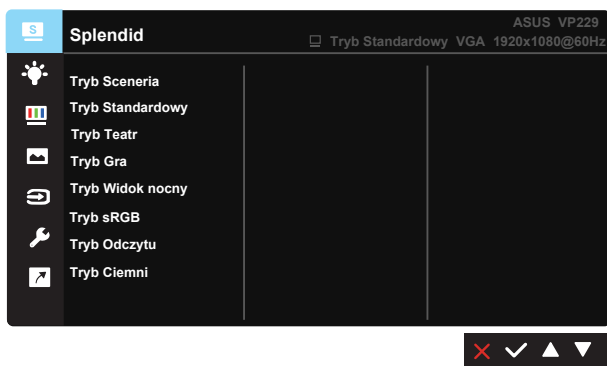 S
Splendid
ASUS VP229
Tryb Standardowy VGA 1920x1080@60Hz
Tryb Sceneria
Tryb Standardowy
Tryb Teatr
Tryb Gra
Tryb Widok nocny
Tryb sRGB
Tryb Odczytu
Tryb Ciemni